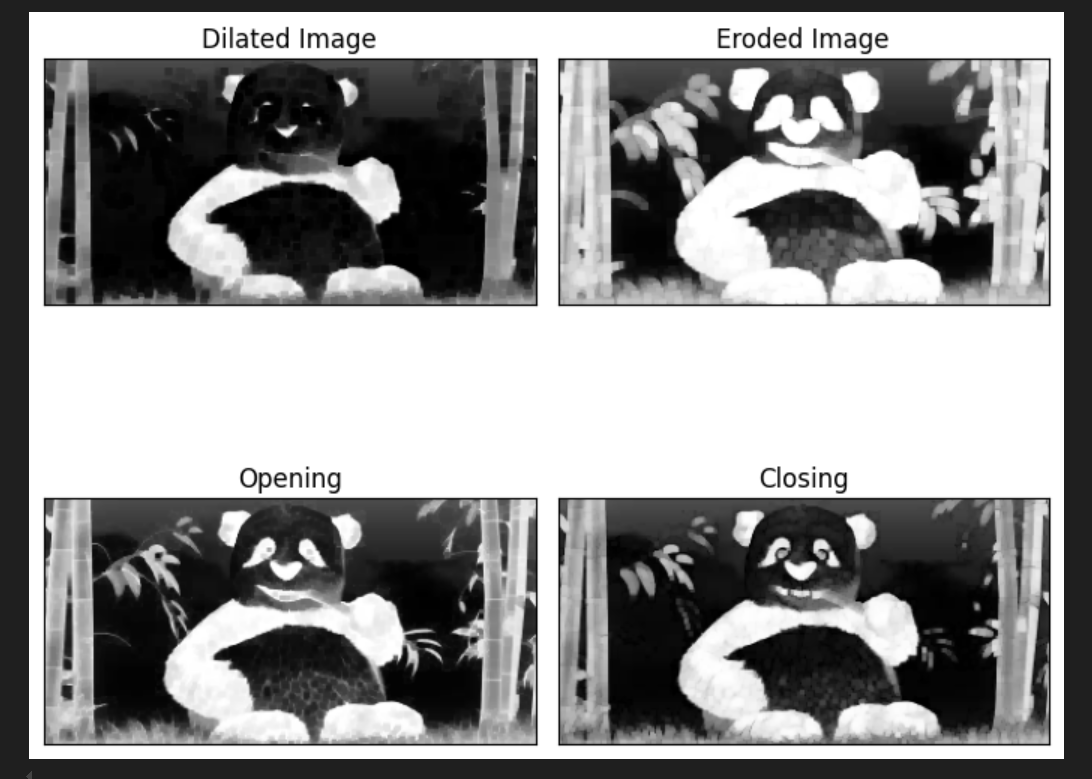 Dilated Image
Eroded Image
Opening
Closing